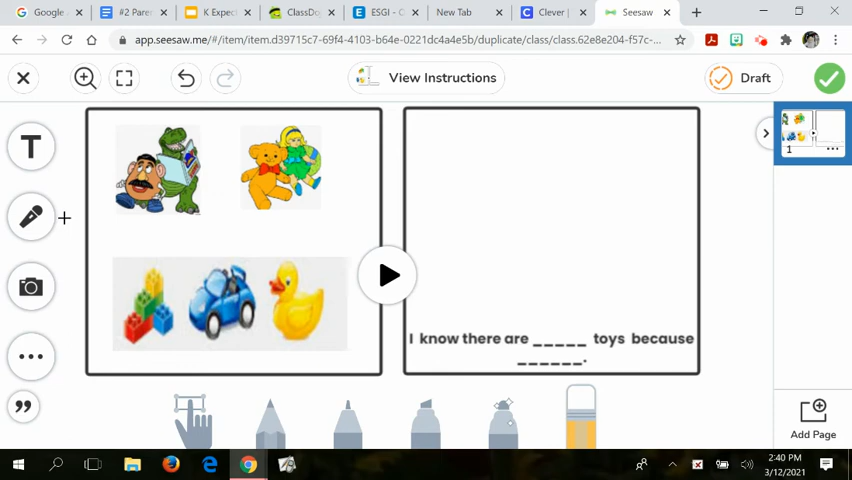 Google
#2 Parer
K Expect
ClassDo
ESGI - C
New Tab
Clever |
Seesaw
app.seesaw.me/#/item/item.d39715c7-69f4-4103-b64e-0221dc4a4e5b/duplicate/class/class.62e8e204-f57c-...
View Instructions
Draft
T
1
I know there are _____ toys because
______.
Add Page
2:40 PM
3/12/2021